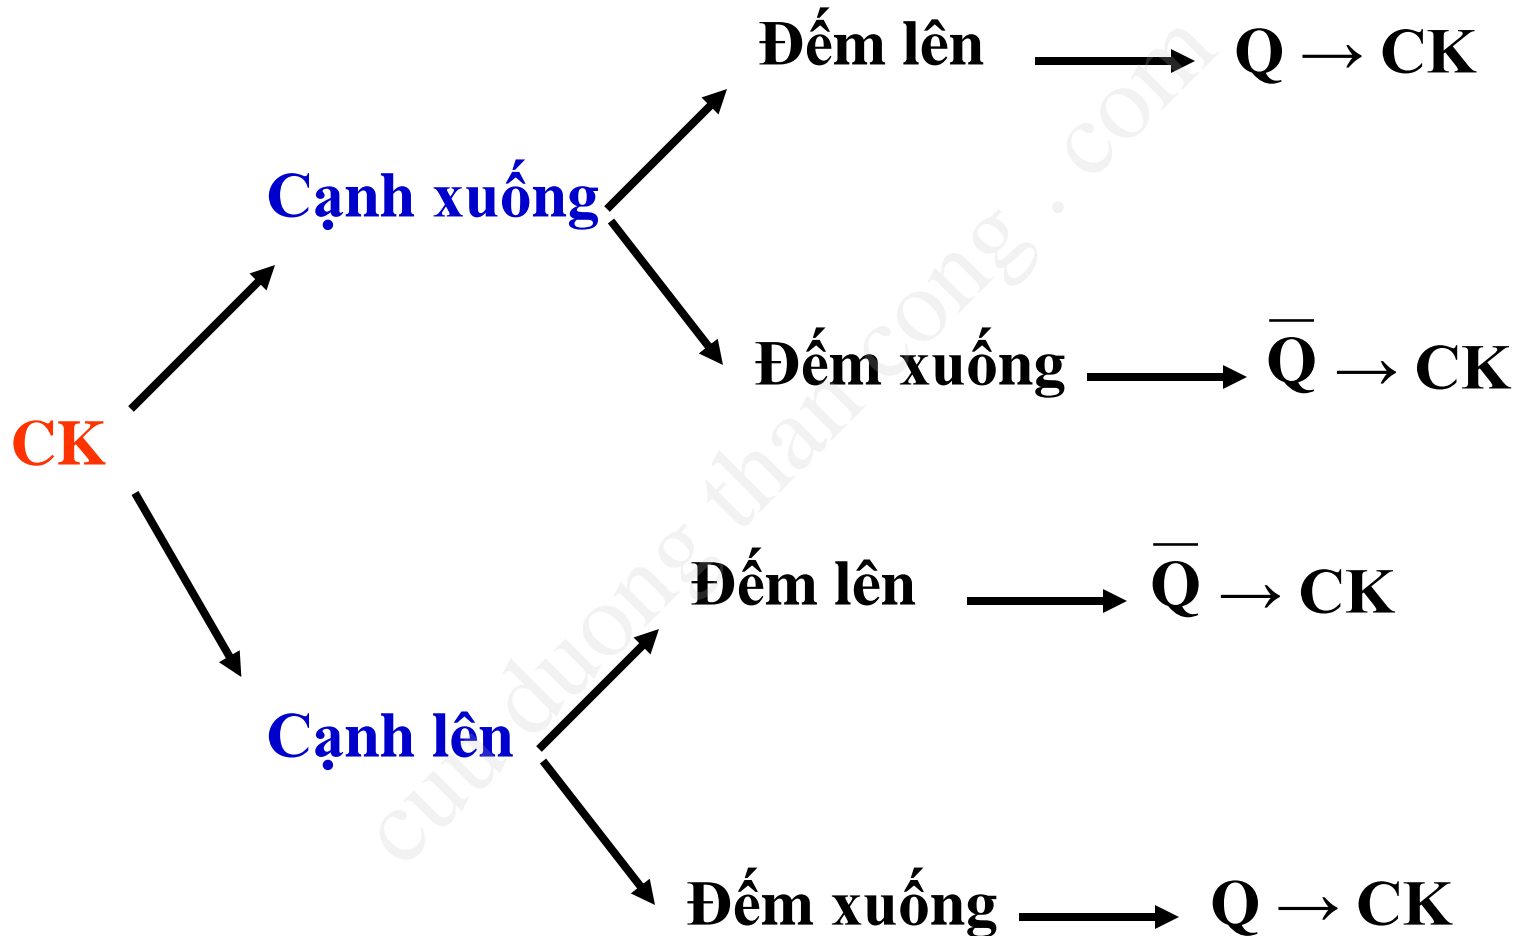 Đếm lên Q → CK
Cạnh xuống
Đếm xuống Q̅ → CK
CK
Đếm lên Q̅ → CK
Cạnh lên
Đếm xuống Q → CK
cuu duong than cong . com